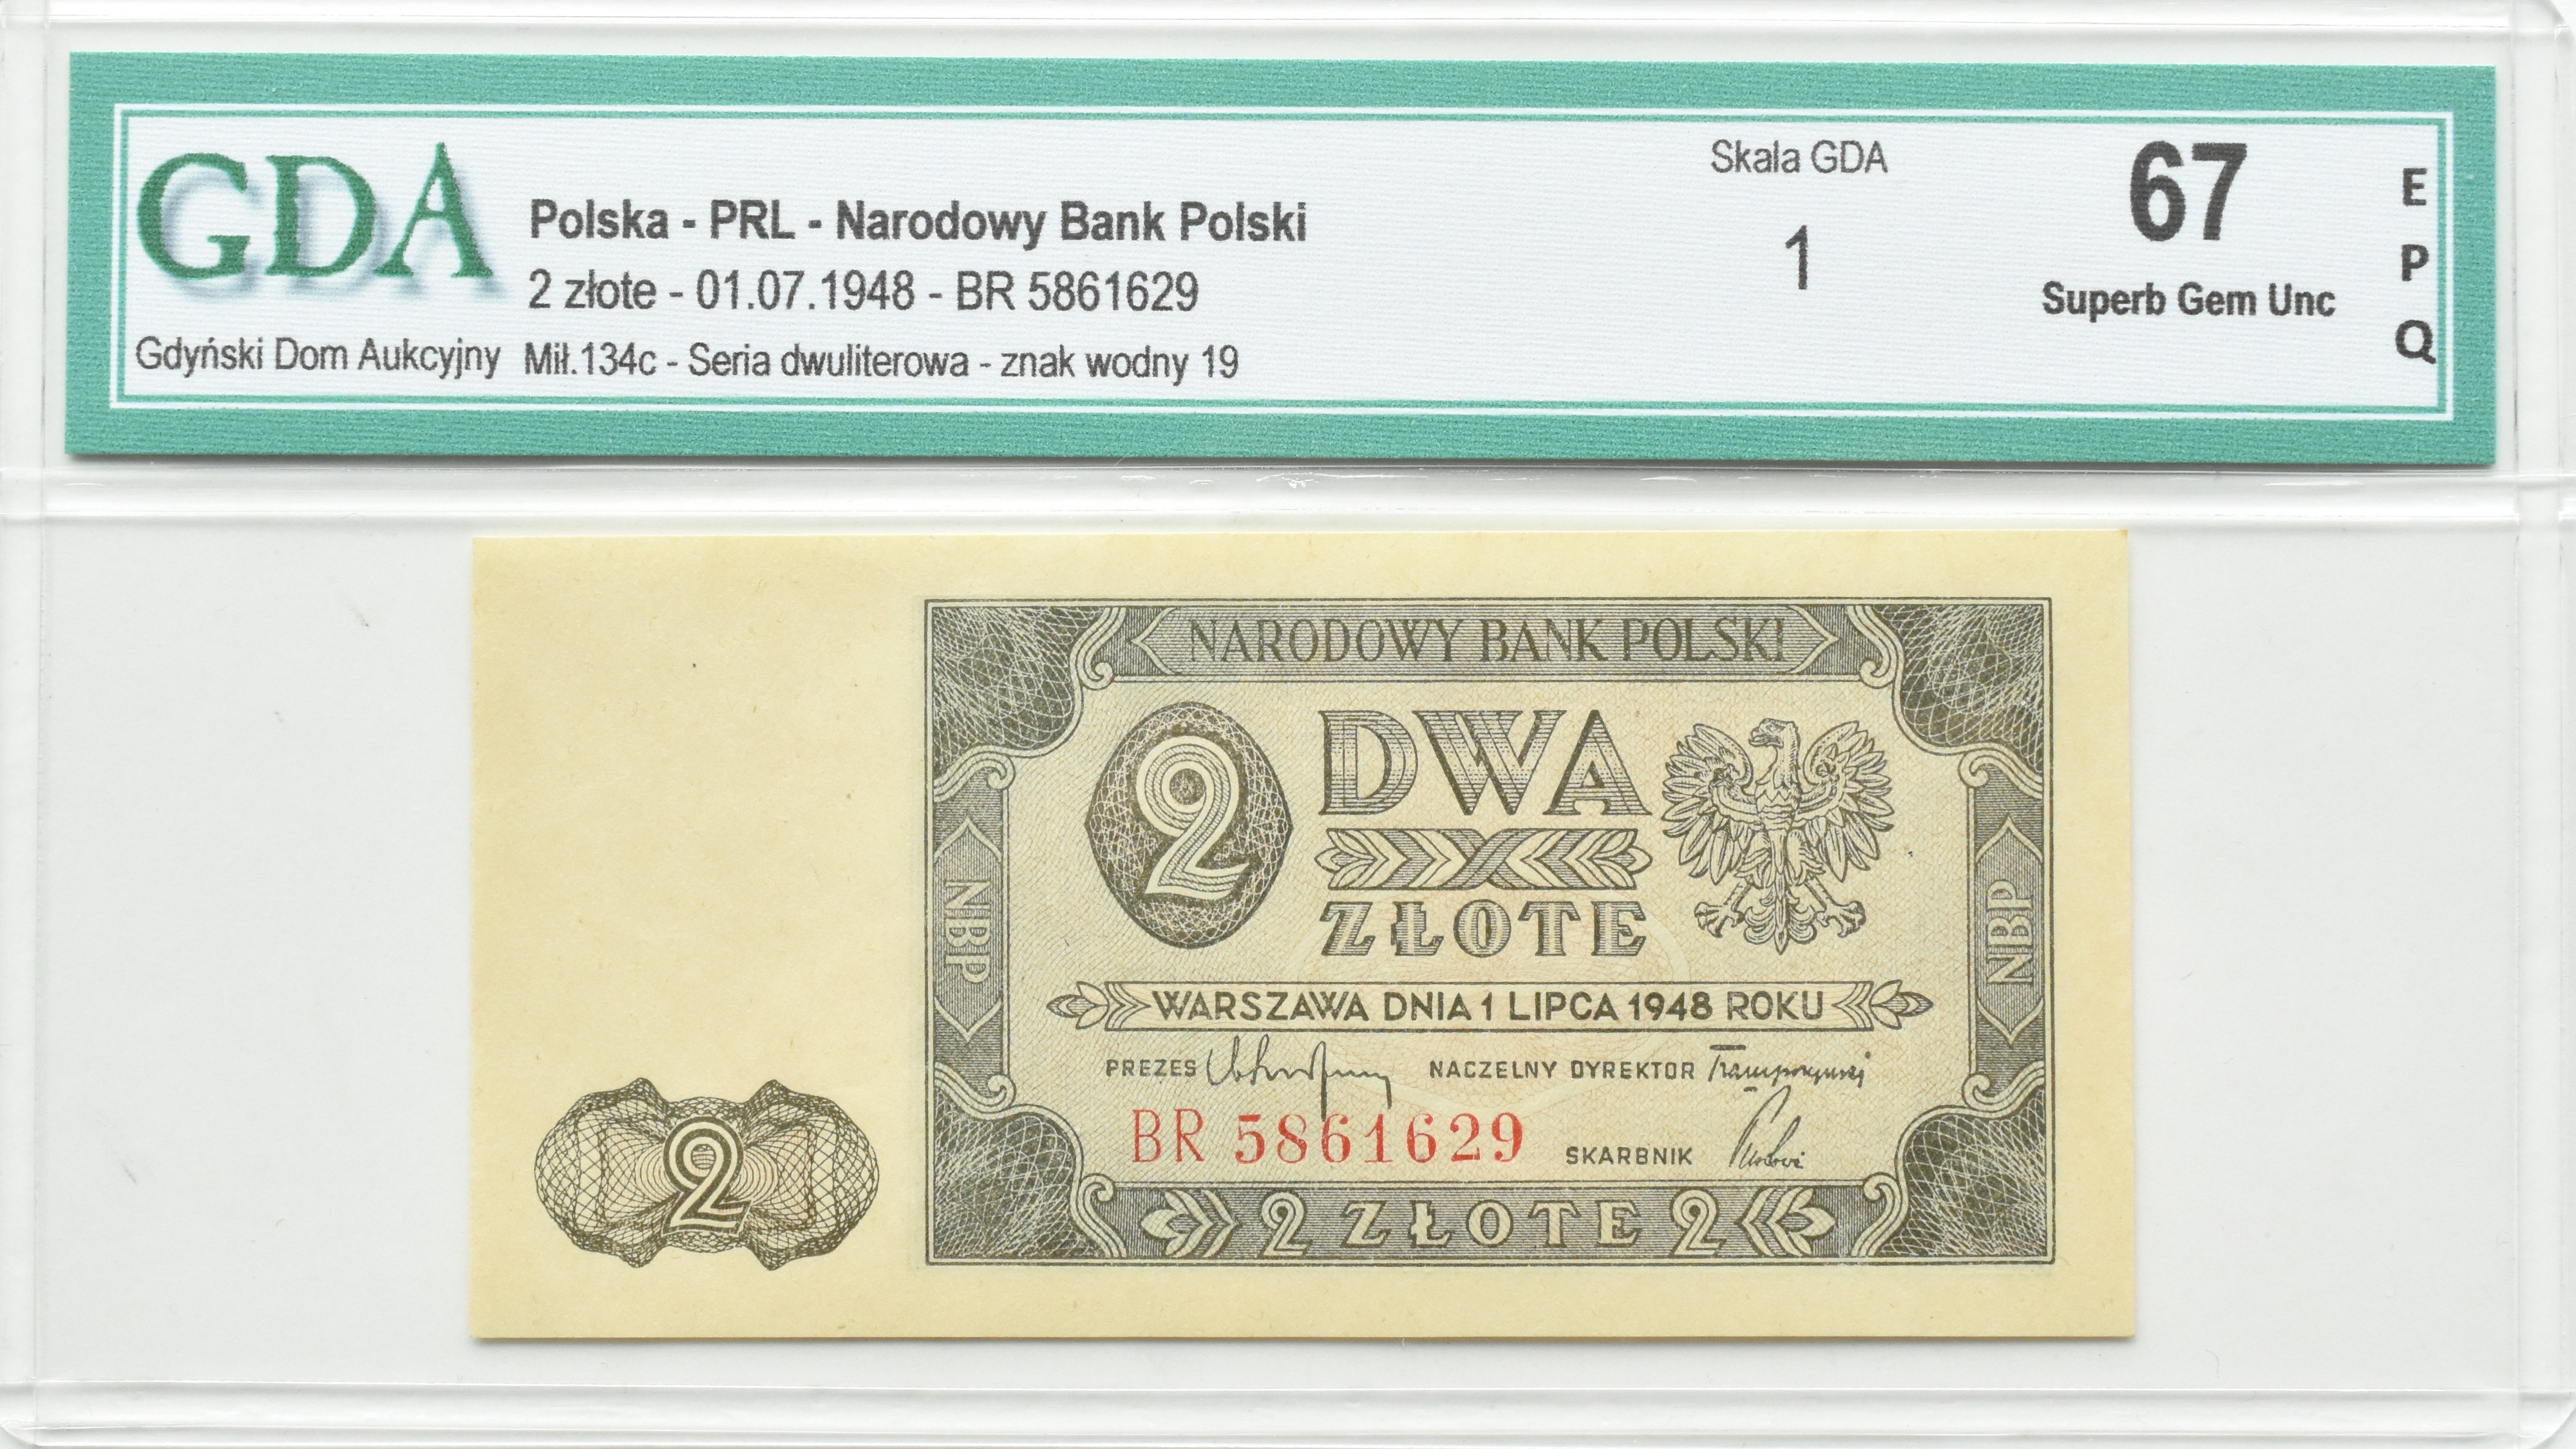 GDA
Gdyński Dom Aukcyjny
Polska - PRL - Narodowy Bank Polski
2 złote - 01.07.1948 - BR 5861629
Mił.134c - Seria dwuliterowa - znak wodny 19
Skala GDA
1
67
Superb Gem Unc
E
P
Q
NARODOWY BANK POLSKI
2 DWA
ZŁOTE
NBP
NBP
WARSZAWA DNIA 1 LIPCA 1948 ROKU
PREZES NACZELNY DYREKTOR
BR 5861629 SKARBNIK
2
2 ZŁOTE 2